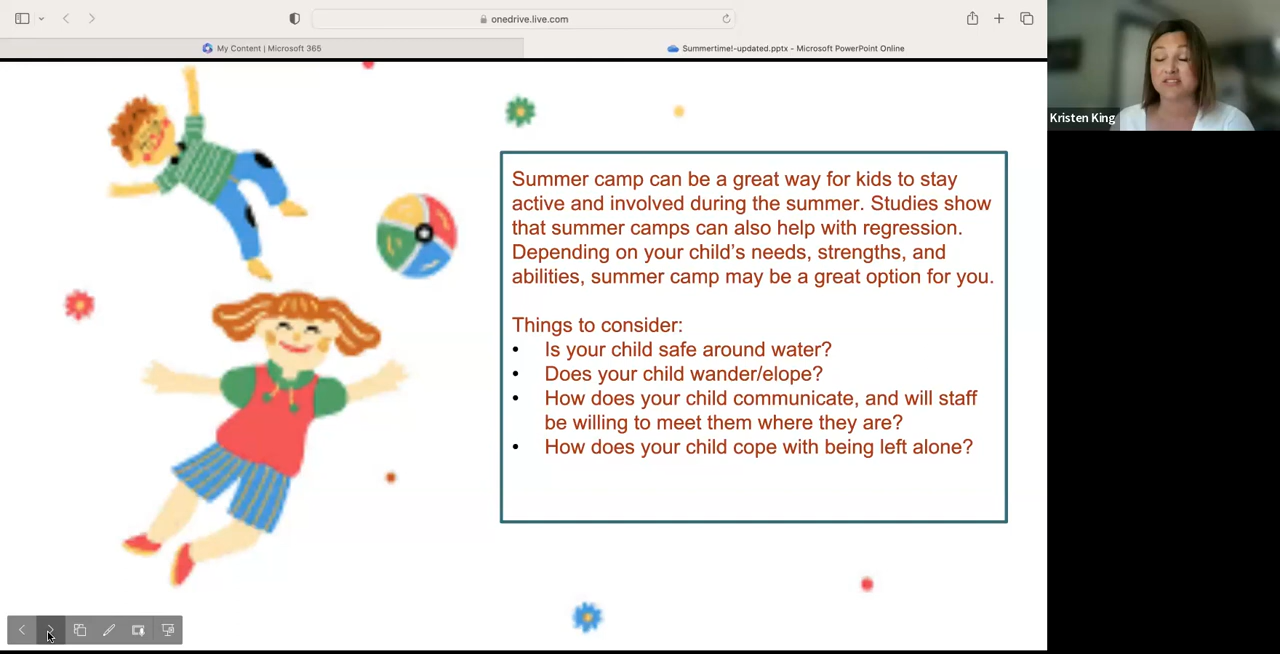 onedrive.live.com
My Content | Microsoft 365
Summertime!-updated.pptx - Microsoft PowerPoint Online
Kristen King
Summer camp can be a great way for kids to stay
active and involved during the summer. Studies show
that summer camps can also help with regression.
Depending on your child's needs, strengths, and
abilities, summer camp may be a great option for you.
Things to consider:
• Is your child safe around water?
• Does your child wander/elope?
• How does your child communicate, and will staff
be willing to meet them where they are?
• How does your child cope with being left alone?